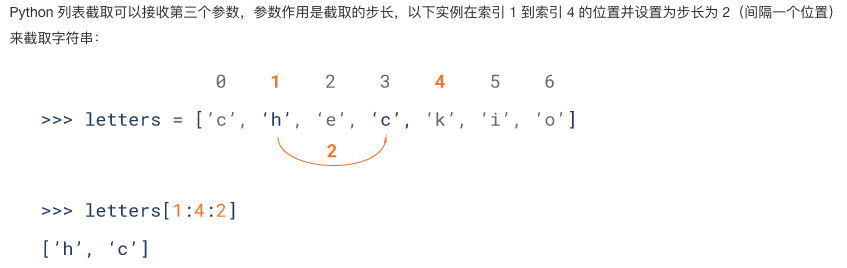 Python 列表截取可以接收第三个参数，参数作用是截取的步长，以下实例在索引 1 到索引 4 的位置并设置为步长为 2（间隔一个位置）
来截取字符串：
0 1 2 3 4 5 6
>>> letters = ['c', ‘h’, ‘e’, ‘c’, ‘k’, ‘i’, ‘o’]
2
>>> letters[1:4:2]
['h’, ‘c’]